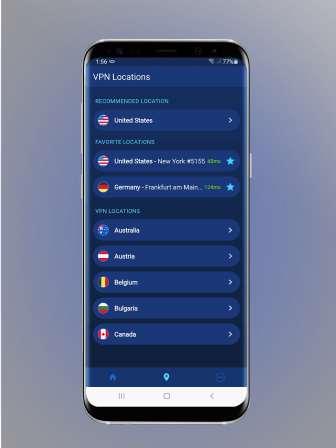 1:56 77%
VPN Locations
RECOMMENDED LOCATION
United States
FAVORITE LOCATIONS
United States - New York #5155 45ms
Germany - Frankfurt am Main... 124ms
VPN LOCATIONS
Australia
Austria
Belgium
Bulgaria
Canada